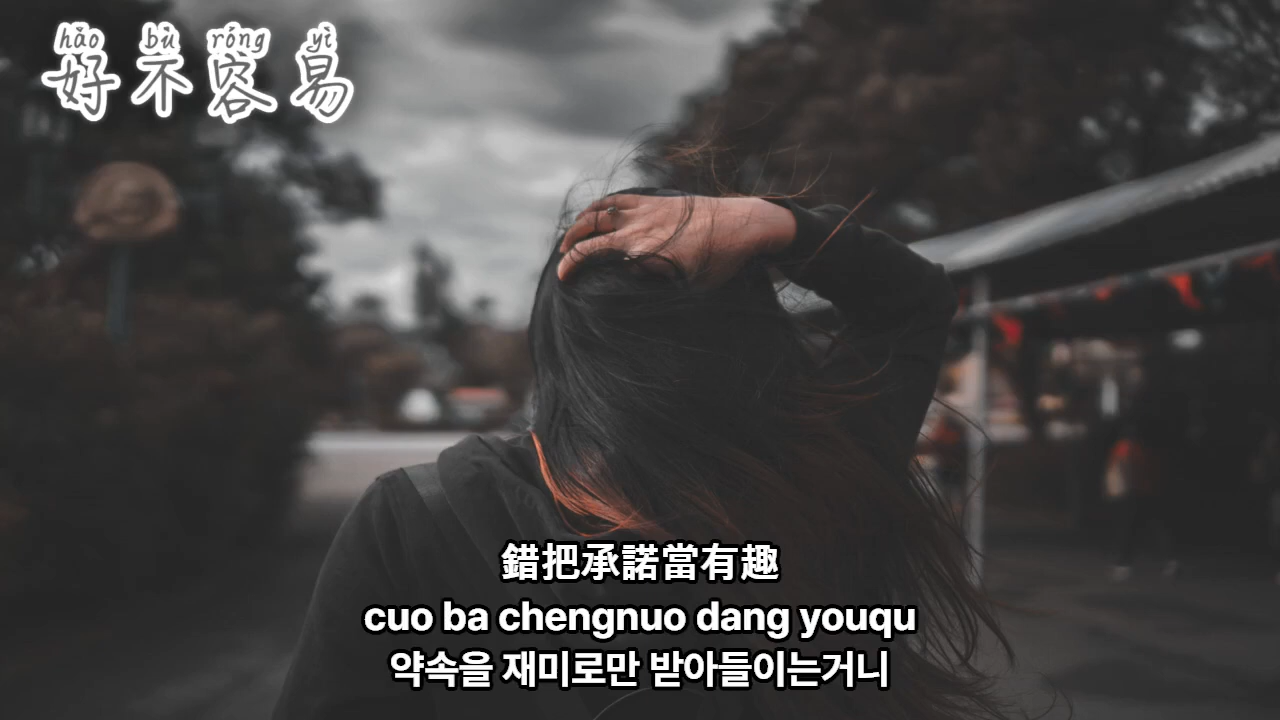 hǎo bù róng yì
好不容易
錯把承諾當有趣
cuo ba chengnuo dang youqu
약속을 재미로만 받아들이는거니